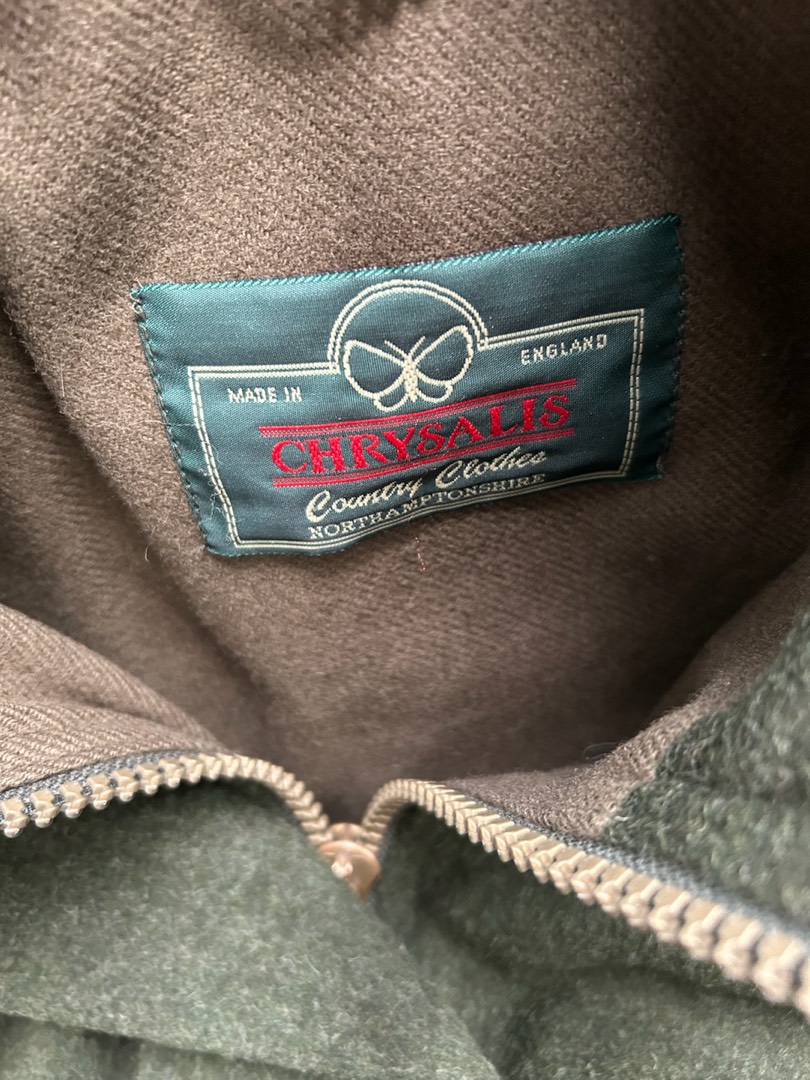 MADE IN ENGLAND
CHRYSALIS
Country Clothes
NORTHAMPTONSHIRE